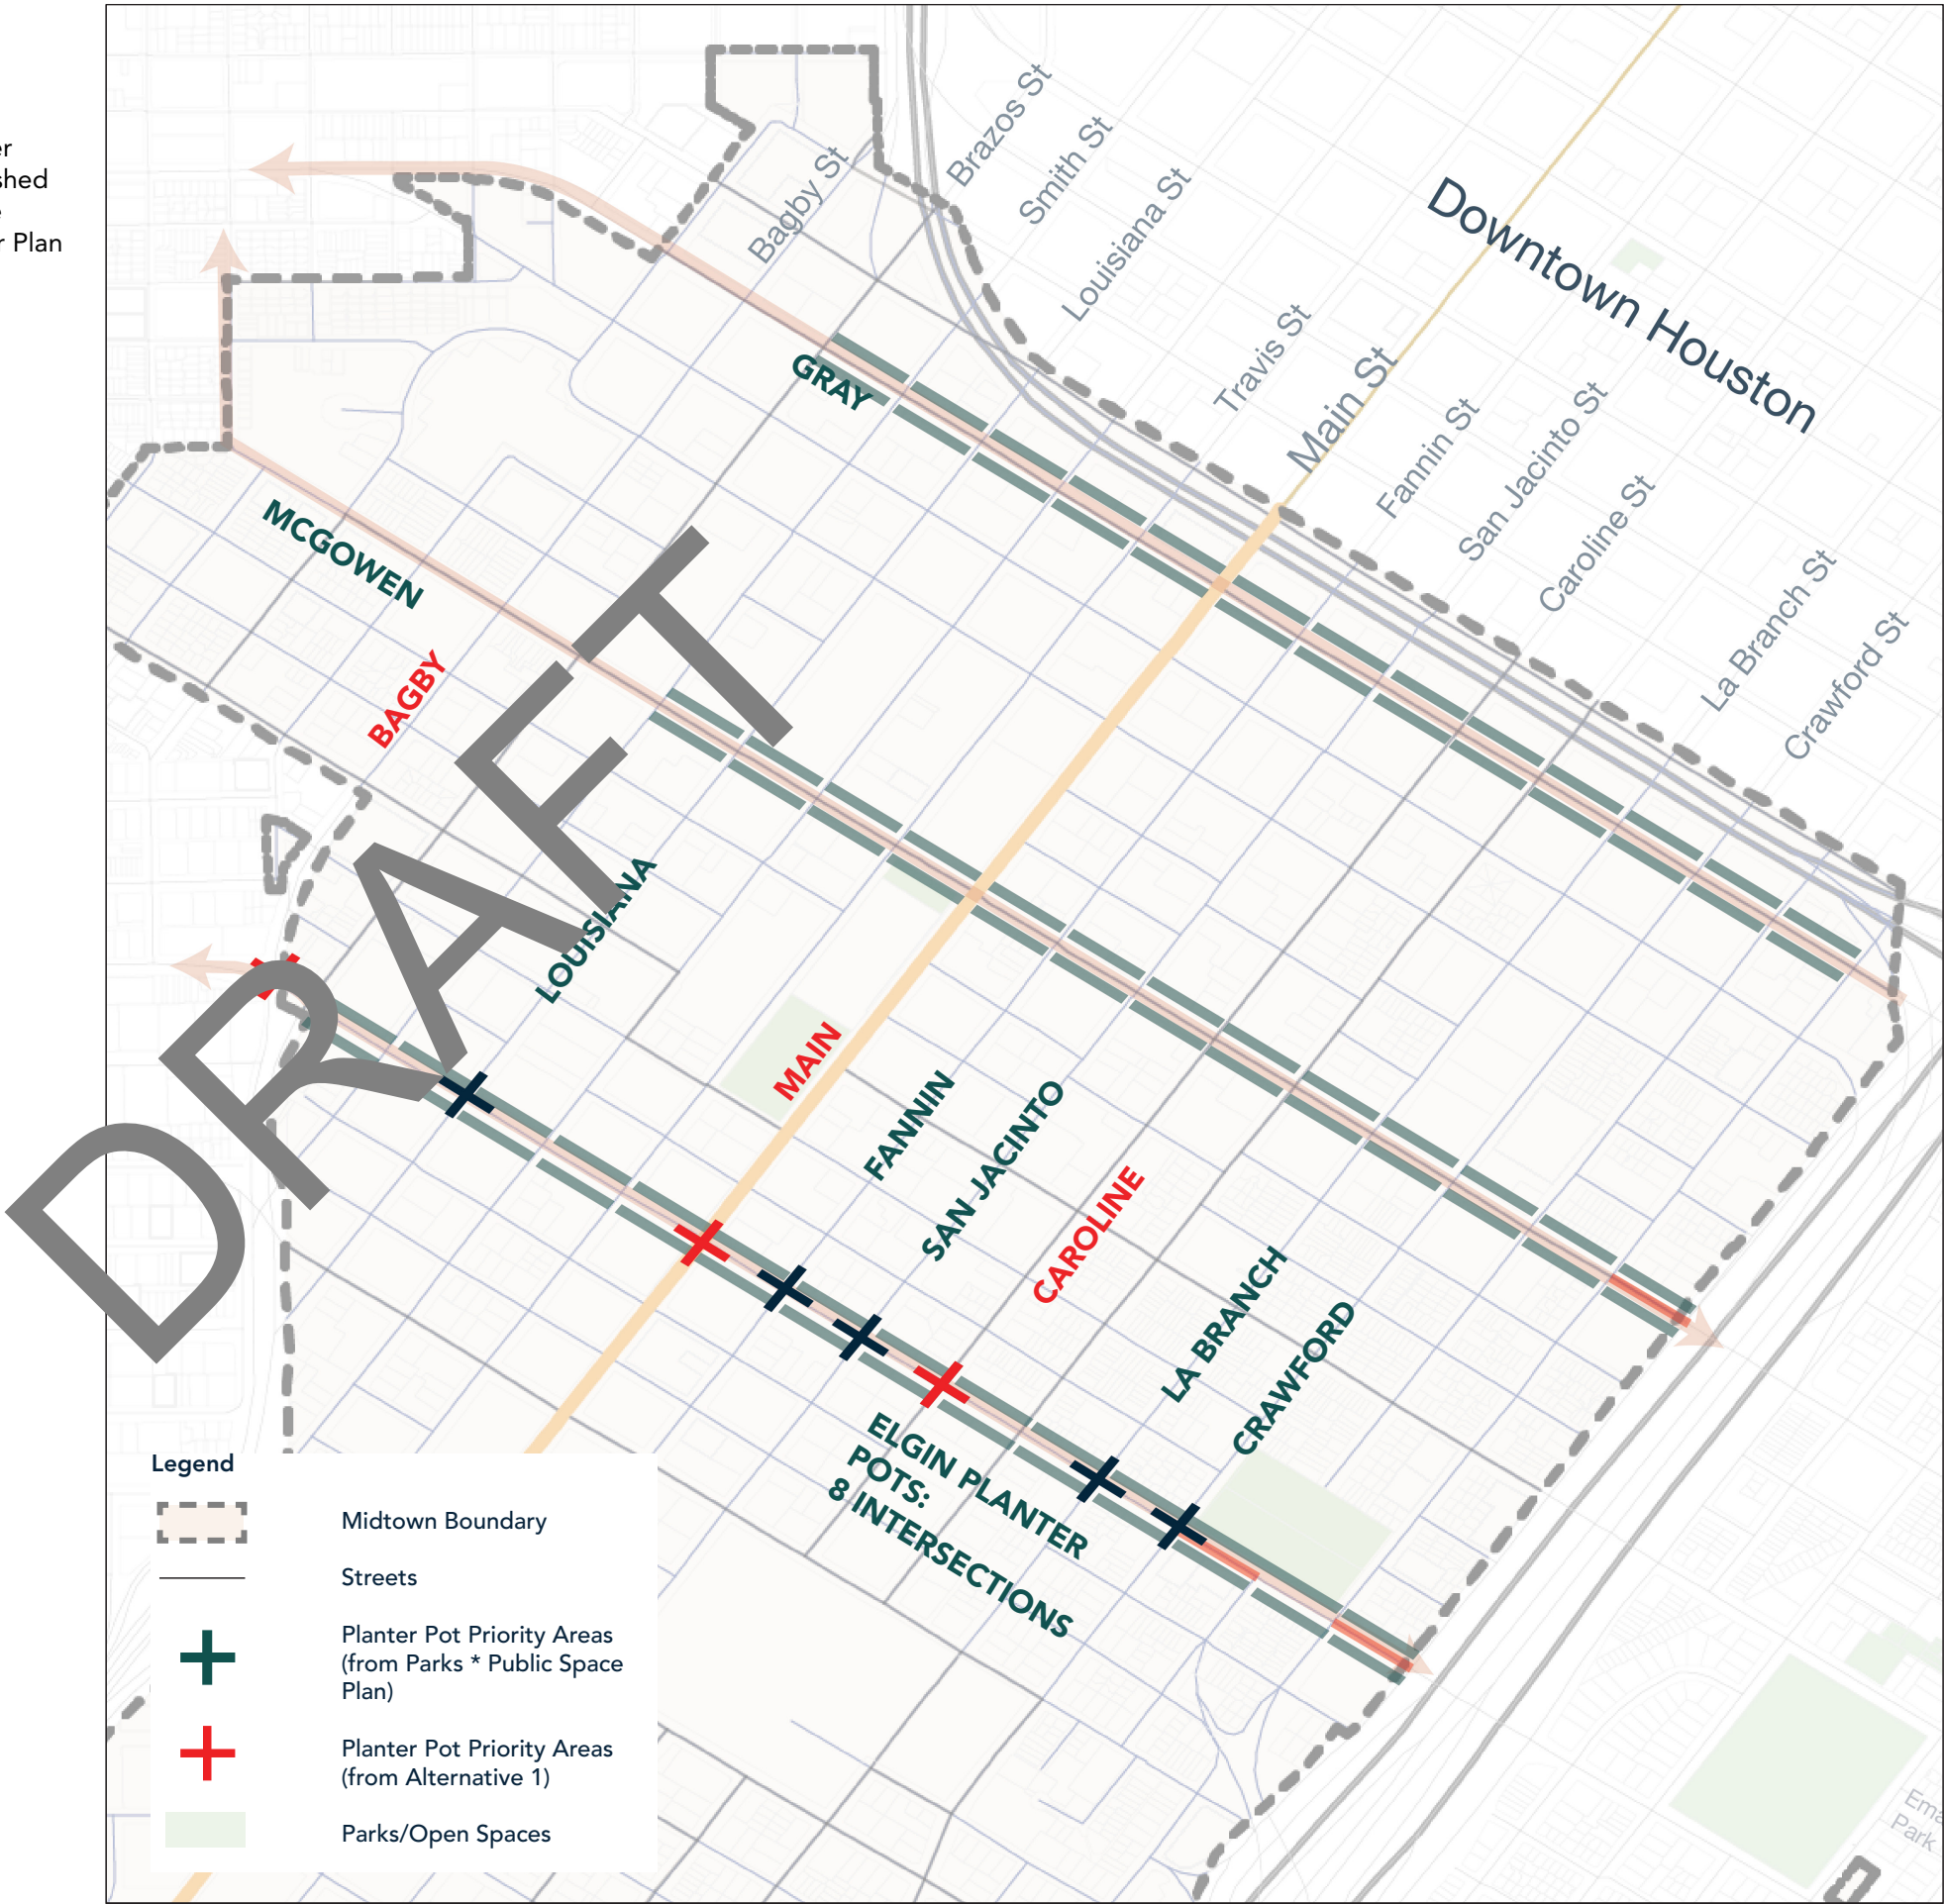 er
shed
e
r Plan
Brazos St
Smith St
Louisiana St
Bagby St
Downtown Houston
Travis St
Main St
Fannin St
San Jacinto St
Caroline St
La Branch St
Crawford St
GRAY
MCGOWEN
BAGBY
LOUISIANA
MAIN
FANNIN
SAN JACINTO
CAROLINE
LA BRANCH
CRAWFORD
DRAFT
ELGIN PLANTER
POTS:
8 INTERSECTIONS
Legend
Midtown Boundary
Streets
Planter Pot Priority Areas
(from Parks * Public Space
Plan)
Planter Pot Priority Areas
(from Alternative 1)
Parks/Open Spaces
Ema
Park